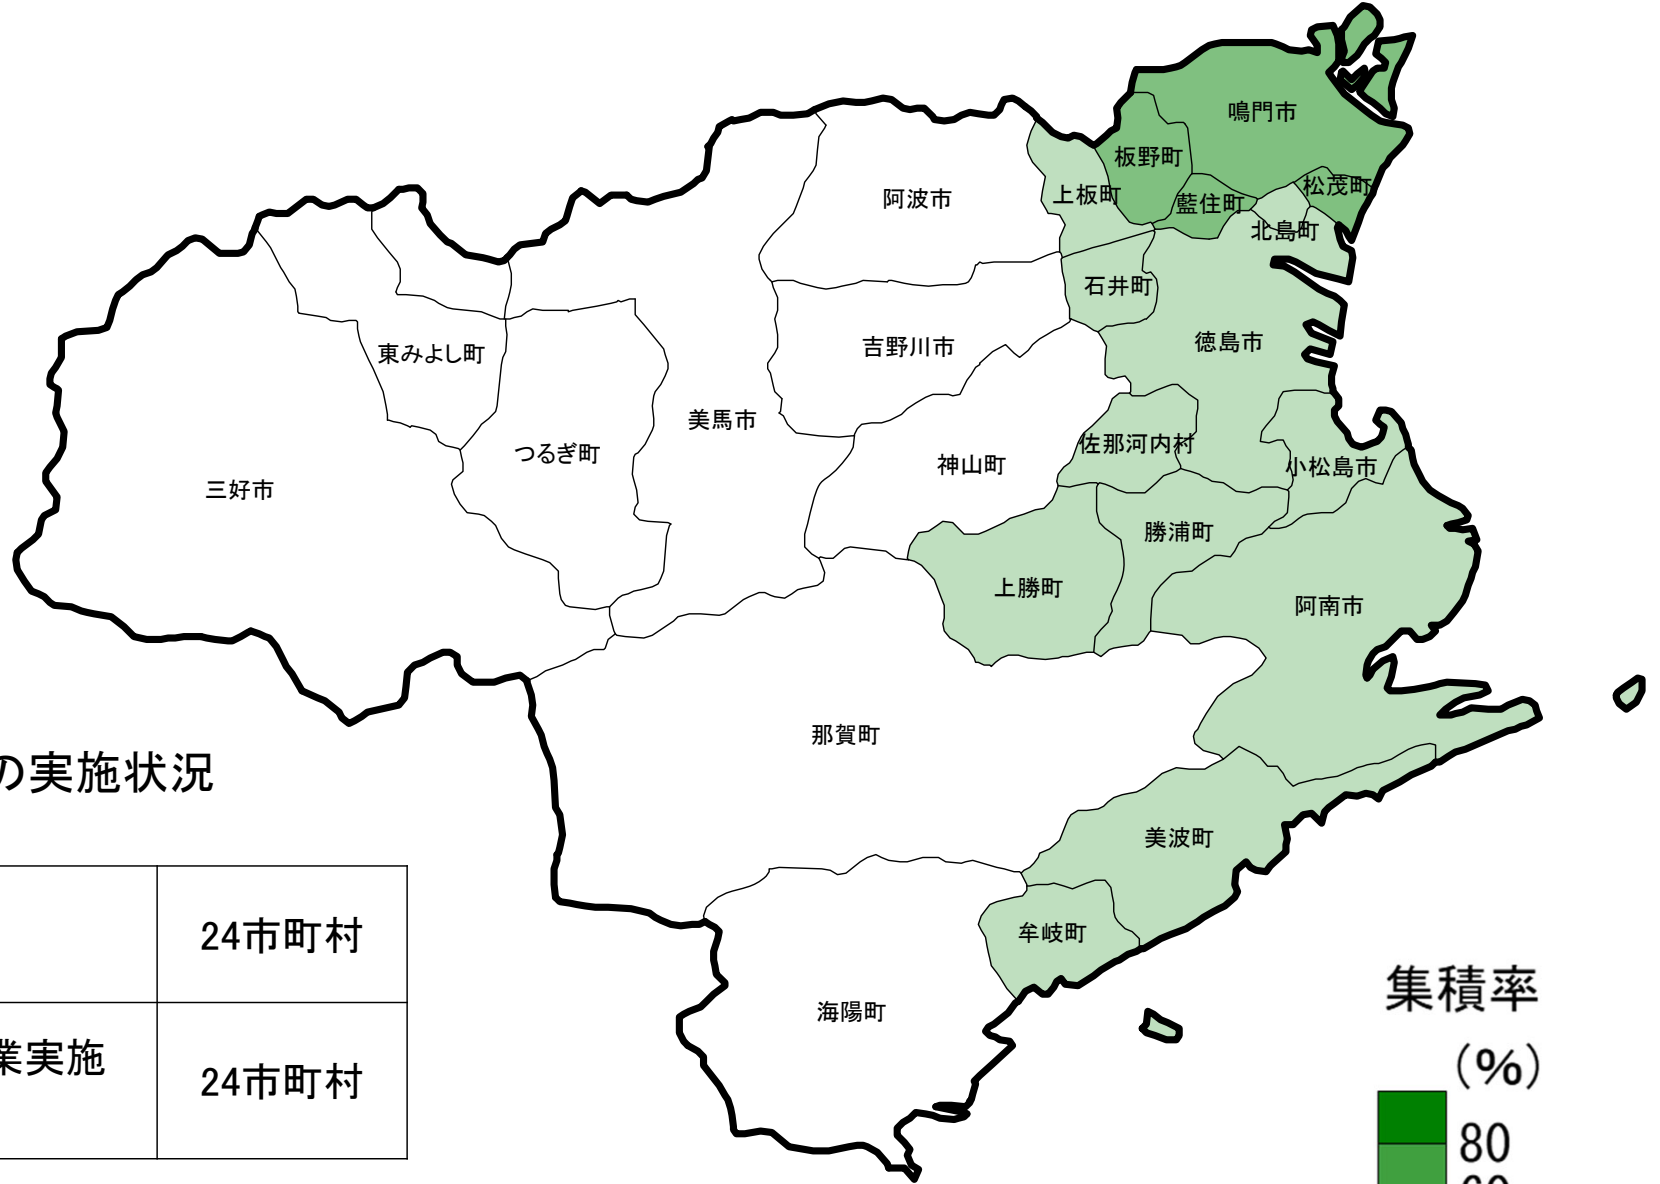 鳴門市
板野町
松茂町
上板町
藍住町
阿波市
北島町
石井町
徳島市
吉野川市
東みよし町
美馬市
佐那河内村
つるぎ町
神山町
小松島市
三好市
勝浦町
上勝町
阿南市
那賀町
の実施状況
美波町
24市町村
牟岐町
海陽町
業実施
24市町村
集積率
(%)
80